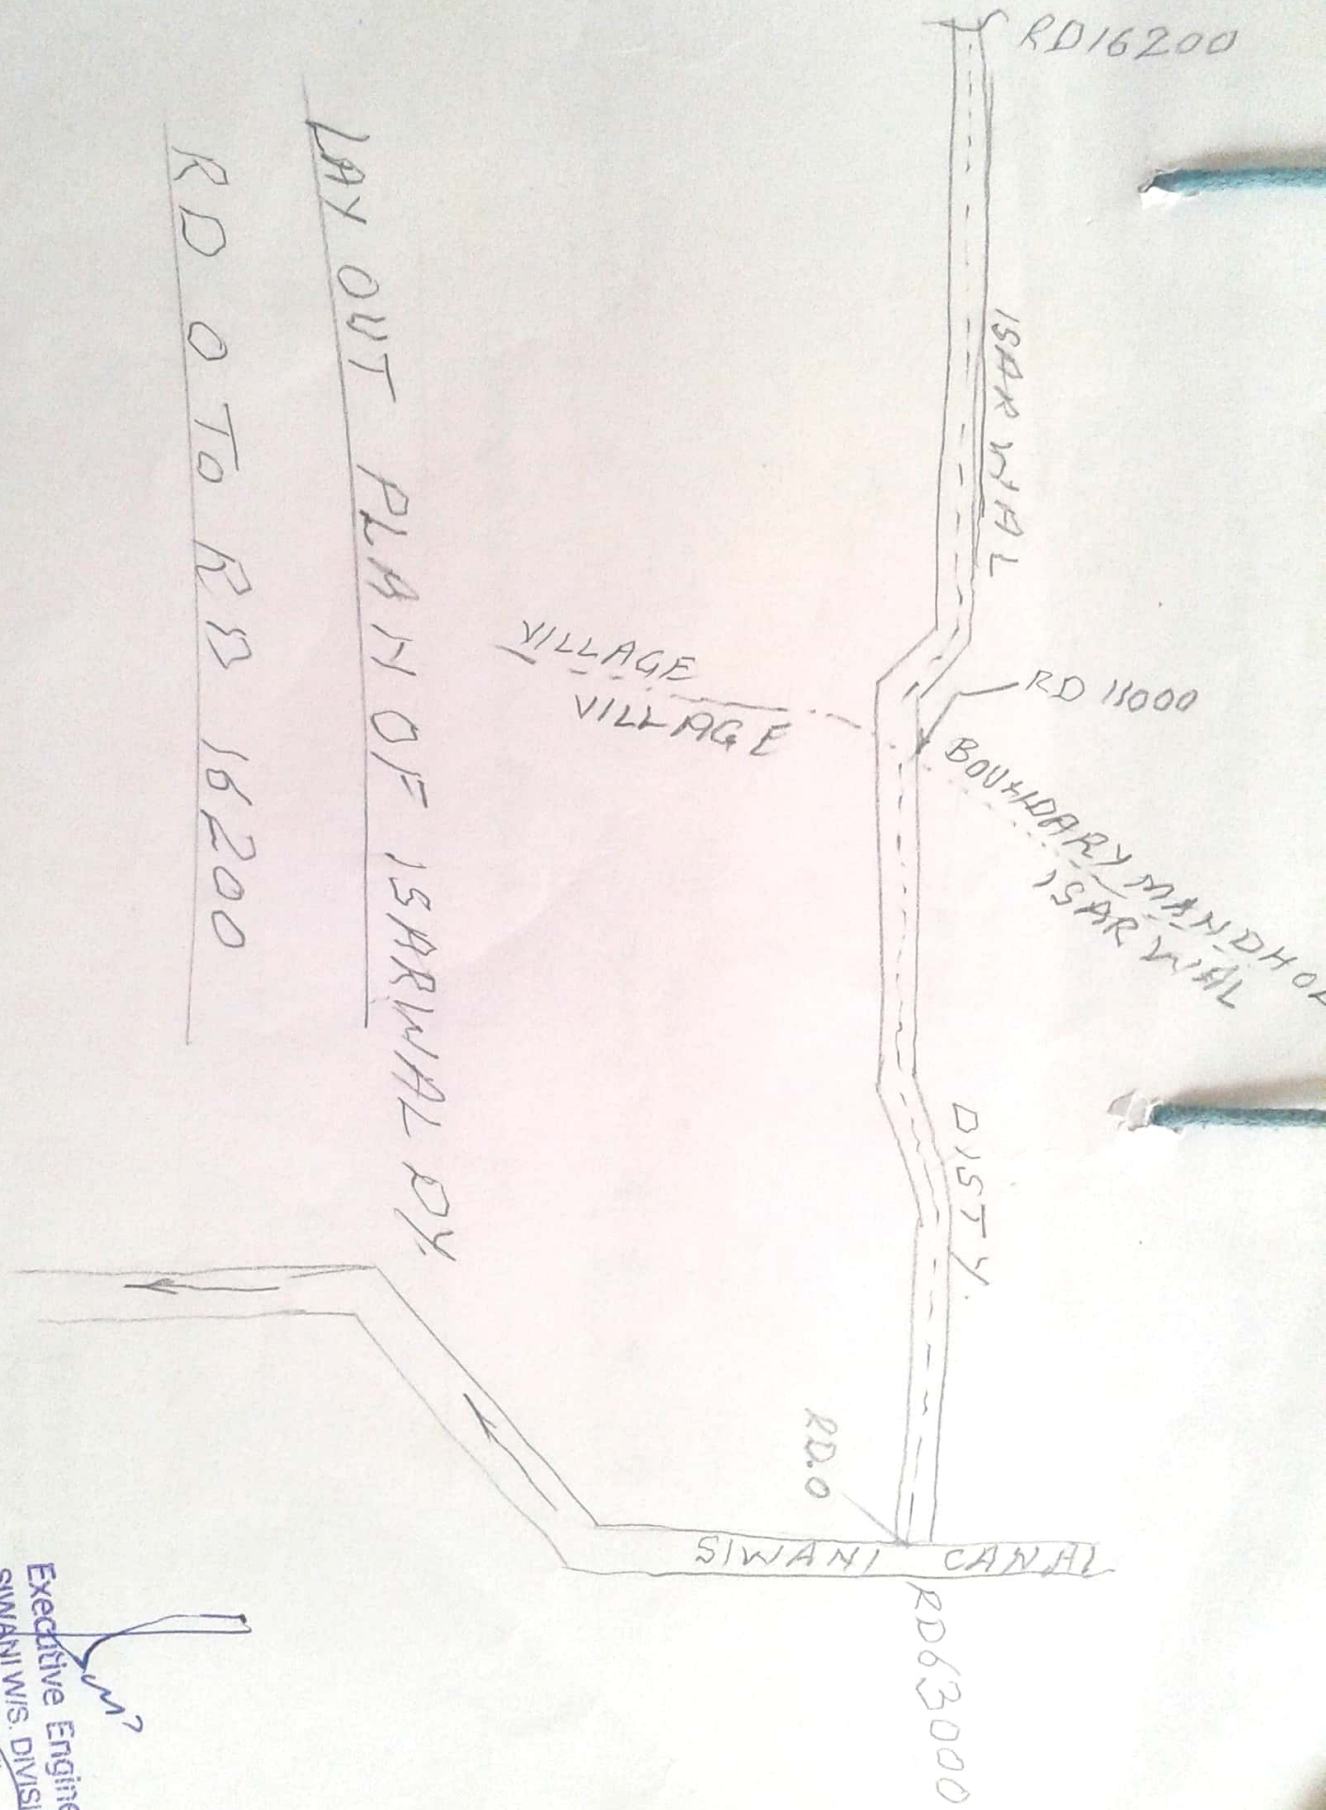 RD16200
ISARWAL
RD 11000
BOUNDARY MANDHOL
ISARWAL
VILLAGE
VILLAGE
DISTY.
RD.0
SIWANI CANAL
RD63000
LAY OUT PLAN OF ISARWAL DY.
RD 0 TO RD 16200
Executive Engine
SIWANI W/S. DIVISI